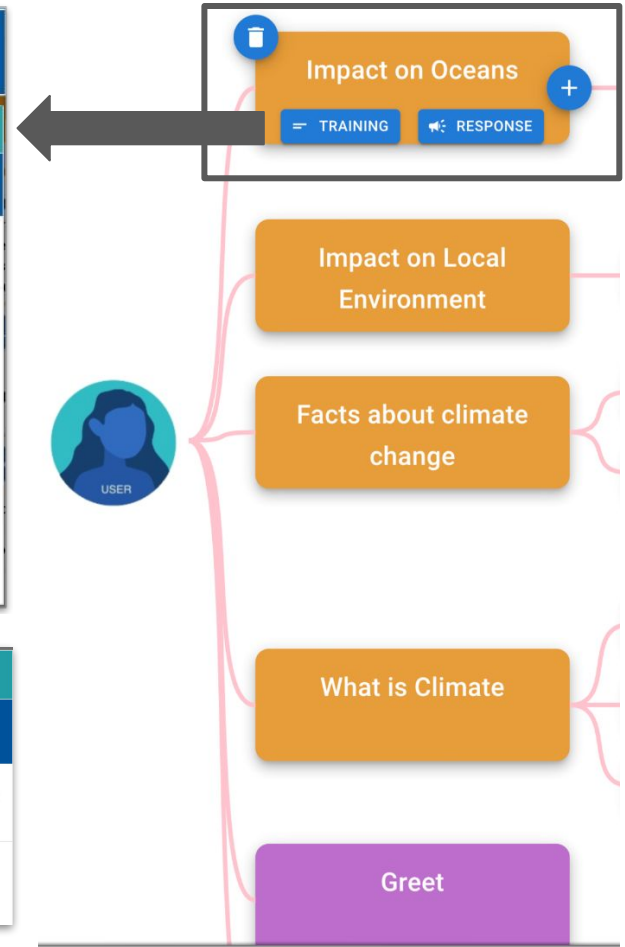 Impact on Oceans
TRAINING
RESPONSE
Impact on Local
Environment
Facts about climate
change
USER
What is Climate
Greet